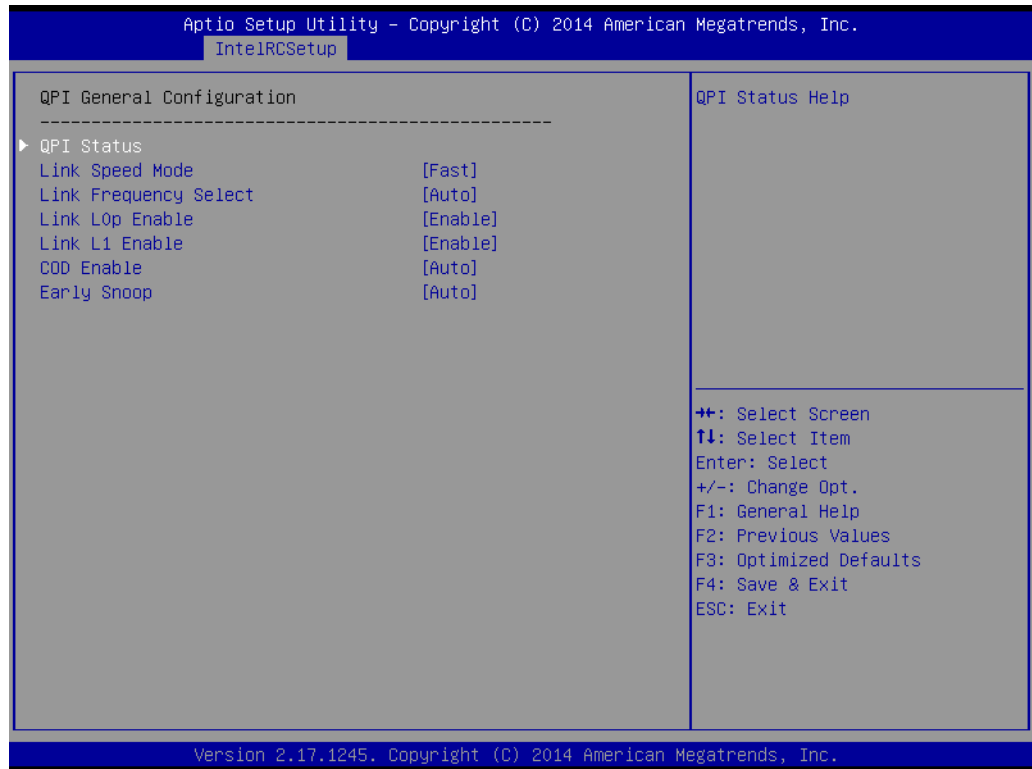 Aptio Setup Utility – Copyright (C) 2014 American Megatrends, Inc.
IntelRCSetup
QPI General Configuration
--------------------------------------------------
▶ QPI Status
Link Speed Mode [Fast]
Link Frequency Select [Auto]
Link L0p Enable [Enable]
Link L1 Enable [Enable]
COD Enable [Auto]
Early Snoop [Auto]
QPI Status Help
→←: Select Screen
↑↓: Select Item
Enter: Select
+/-: Change Opt.
F1: General Help
F2: Previous Values
F3: Optimized Defaults
F4: Save & Exit
ESC: Exit
Version 2.17.1245. Copyright (C) 2014 American Megatrends, Inc.